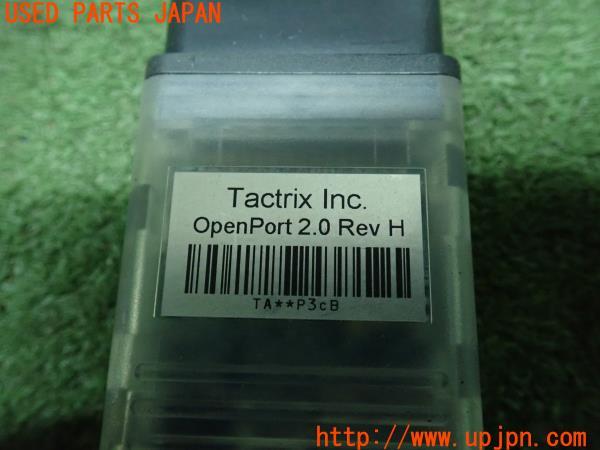 USED PARTS JAPAN
Tactrix Inc.
OpenPort 2.0 Rev H
TA**P3cB
http://www.upjpn.com/